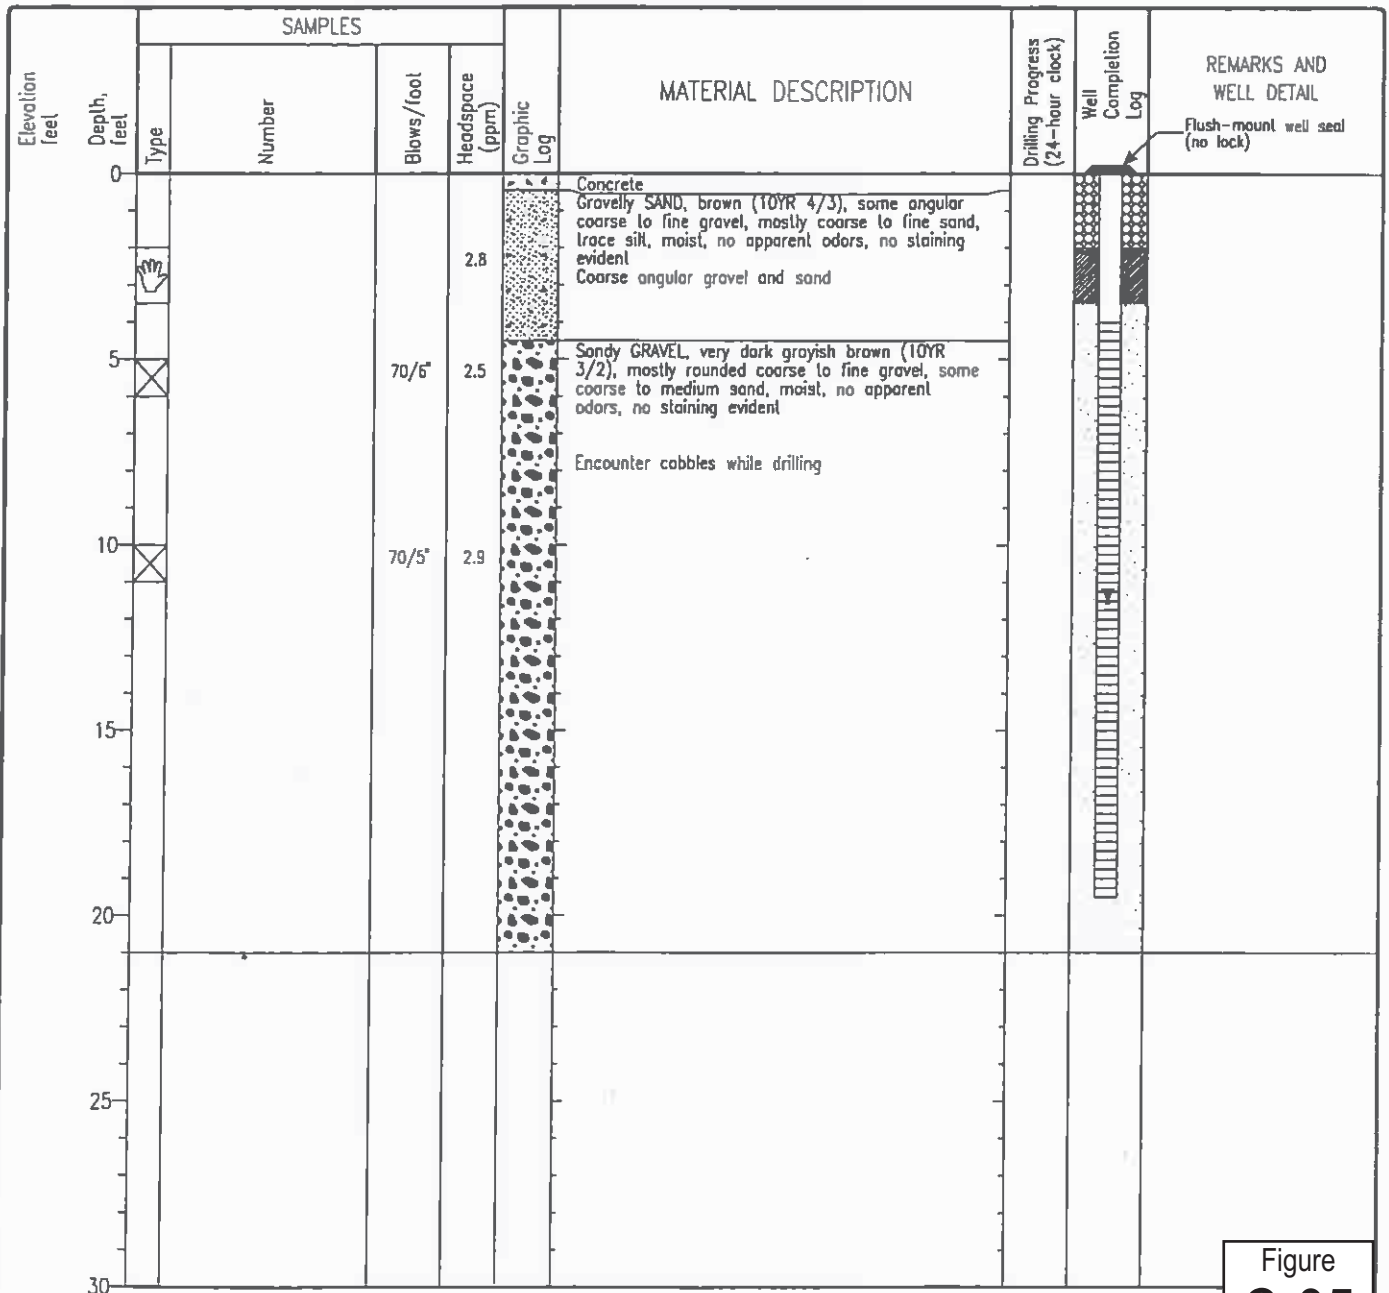 SAMPLES
Elevation
feet
Depth,
feet
Type
Number
Blows/foot
Headspace
(ppm)
Graphic
Log
MATERIAL DESCRIPTION
Drilling Progress
(24-hour clock)
Well
Completion
Log
REMARKS AND
WELL DETAIL
Flush-mount well seal
(no lock)
0
Concrete
Gravelly SAND, brown (10YR 4/3), some angular
coarse to fine gravel, mostly coarse to fine sand,
trace silt, moist, no apparent odors, no staining
evident
2.8
Coarse angular gravel and sand
5
70/6"
2.5
Sandy GRAVEL, very dark grayish brown (10YR
3/2), mostly rounded coarse to fine gravel, some
coarse to medium sand, moist, no apparent
odors, no staining evident
Encounter cobbles while drilling
10
70/5"
2.9
15
20
25
30
Figure